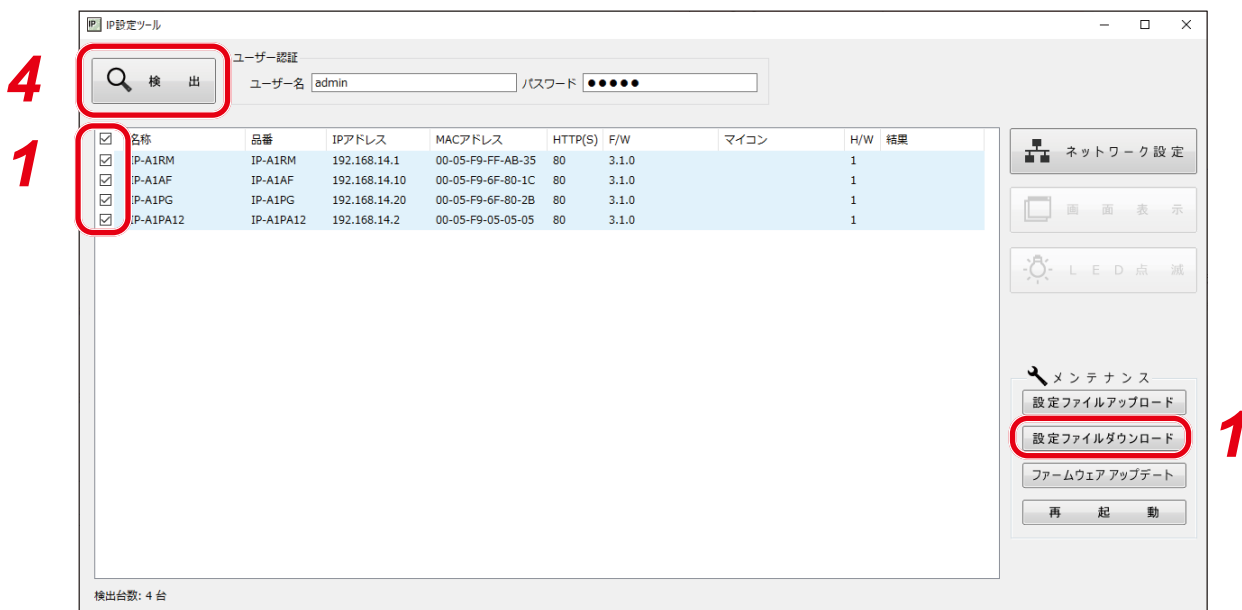 IP IP設定ツール
4
検 出
ユーザー認証
ユーザー名 admin パスワード ●●●●●
1
名称 品番 IPアドレス MACアドレス HTTP(S) F/W マイコン H/W 結果
IP-A1RM IP-A1RM 192.168.14.1 00-05-F9-FF-AB-35 80 3.1.0 1
IP-A1AF IP-A1AF 192.168.14.10 00-05-F9-6F-80-1C 80 3.1.0 1
IP-A1PG IP-A1PG 192.168.14.20 00-05-F9-6F-80-2B 80 3.1.0 1
IP-A1PA12 IP-A1PA12 192.168.14.2 00-05-F9-05-05-05 80 3.1.0 1
ネットワーク設定
画 面 表 示
LED点 滅
メンテナンス
設定ファイルアップロード
設定ファイルダウンロード
1
ファームウェア アップデート
再 起 動
検出台数: 4 台